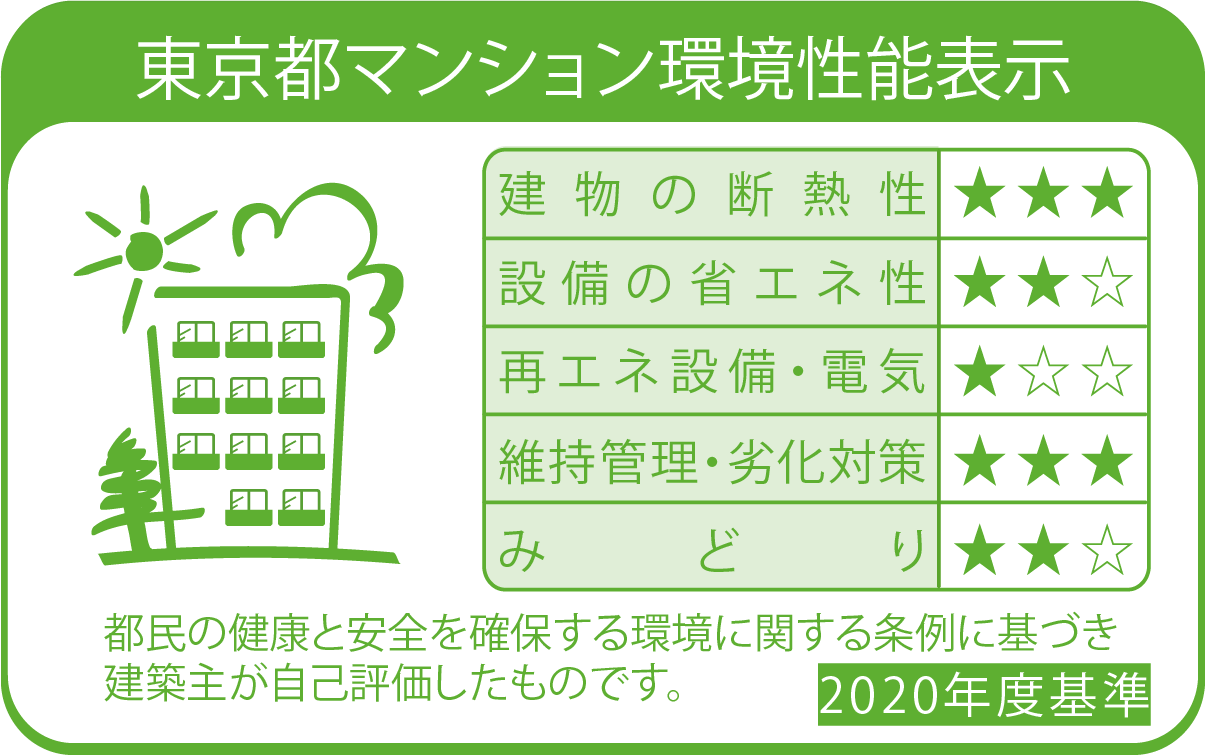 東京都マンション環境性能表示
建物の断熱性 ★★★
設備の省エネ性 ★★☆
再エネ設備・電気 ★☆☆
維持管理・劣化対策 ★★★
みどり ★★☆
都民の健康と安全を確保する環境に関する条例に基づき
建築主が自己評価したものです。
2020年度基準